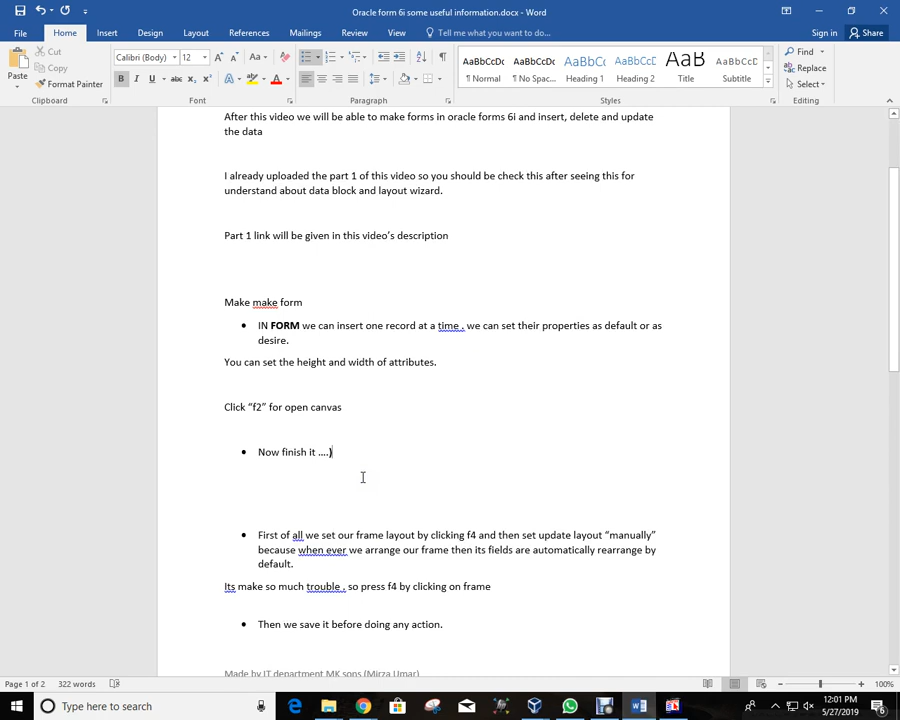 Oracle form 6i some useful information.docx - Word
File Home Insert Design Layout References Mailings Review View Tell me what you want to do... Sign in Share
Paste Cut Copy Format Painter
Calibri (Body) 12 Aa
B I U abc x₂ x² A A
AaBbCcDc AaBbCcDc AaBbCc AaBbCcC AaB AaBbCcD
¶ Normal ¶ No Spac... Heading 1 Heading 2 Title Subtitle
Find Replace Select
Clipboard Font Paragraph Styles Editing
After this video we will be able to make forms in oracle forms 6i and insert, delete and update
the data
I already uploaded the part 1 of this video so you should be check this after seeing this for
understand about data block and layout wizard.
Part 1 link will be given in this video's description
Make make form
• IN FORM we can insert one record at a time , we can set their properties as default or as
desire.
You can set the height and width of attributes.
Click "f2" for open canvas
• Now finish it ....)
• First of all we set our frame layout by clicking f4 and then set update layout "manually"
because when ever we arrange our frame then its fields are automatically rearrange by
default.
Its make so much trouble , so press f4 by clicking on frame
• Then we save it before doing any action.
Made by IT department MK sons (Mirza Umar)
Page 1 of 2 322 words 100%
Type here to search
12:01 PM
5/27/2019
6